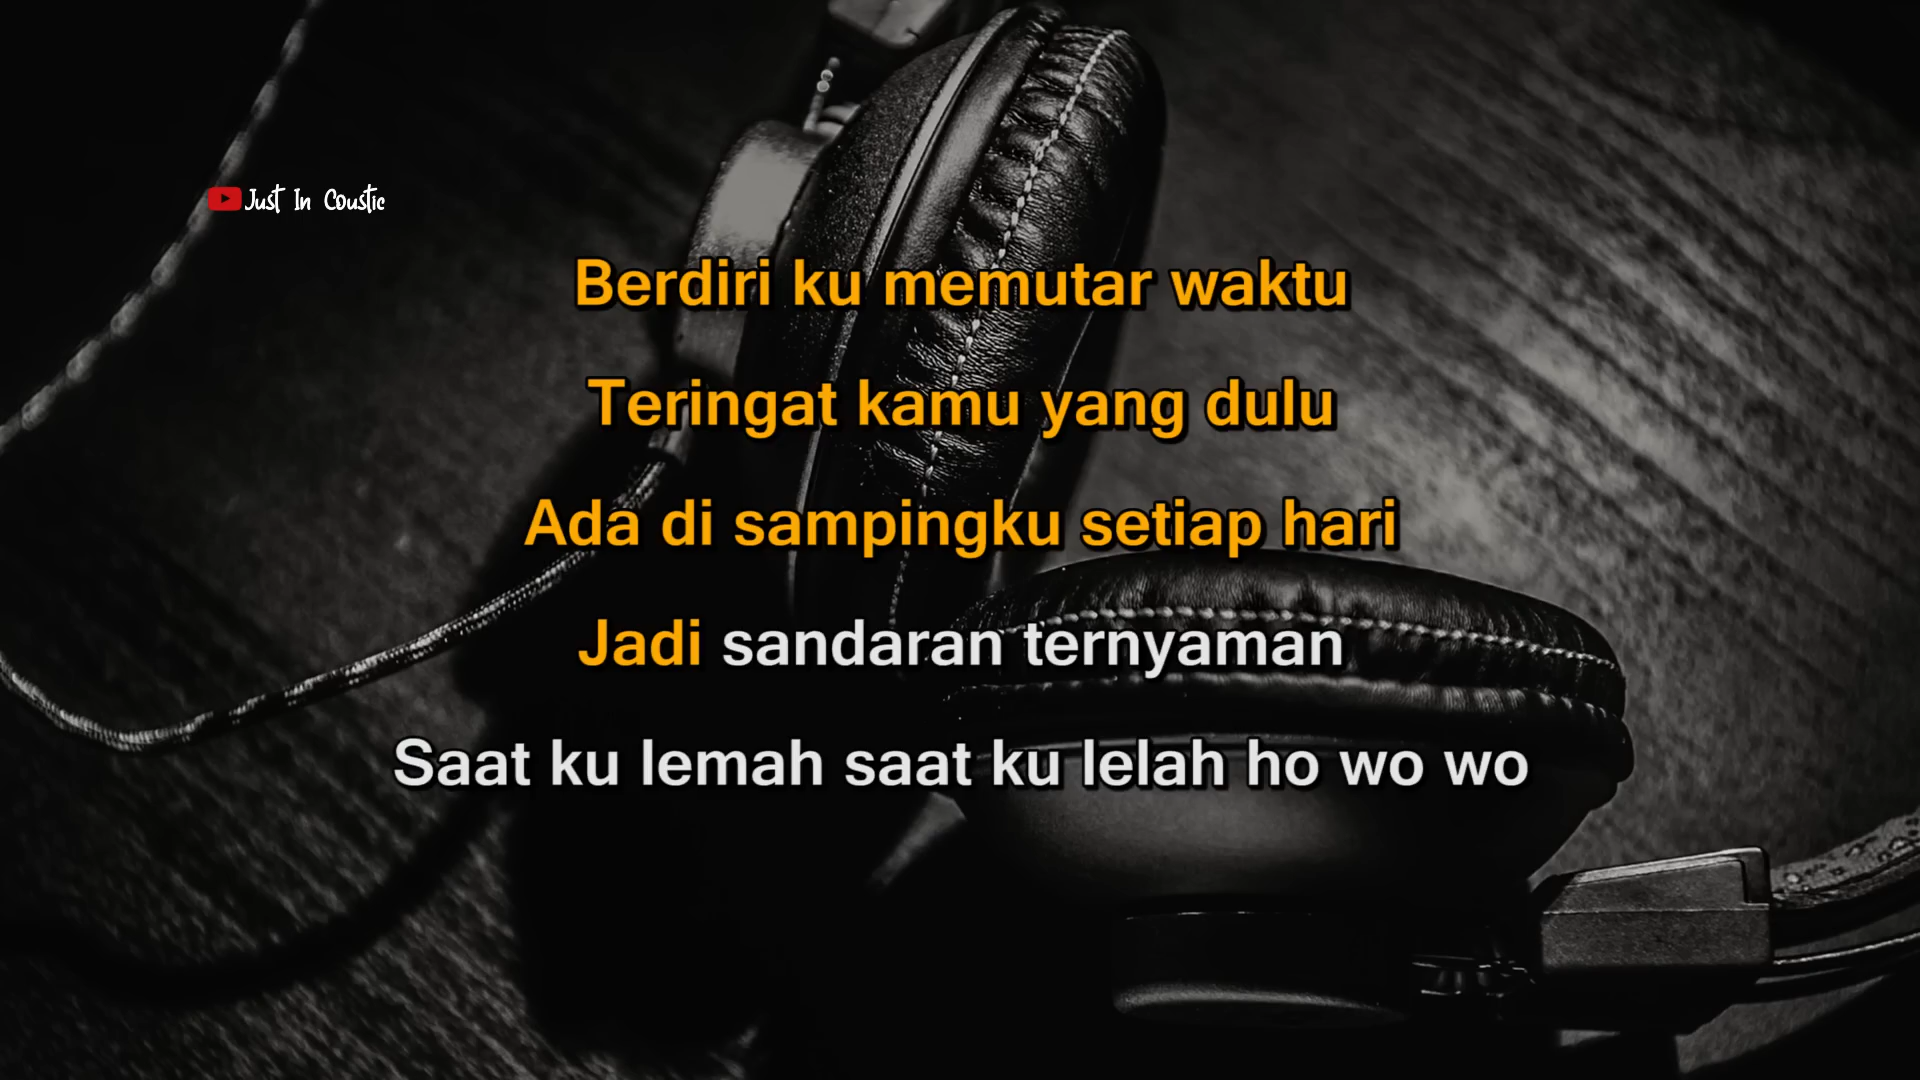 Just In Coustic
Berdiri ku memutar waktu
Teringat kamu yang dulu
Ada di sampingku setiap hari
Jadi sandaran ternyaman
Saat ku lemah saat ku lelah ho wo wo